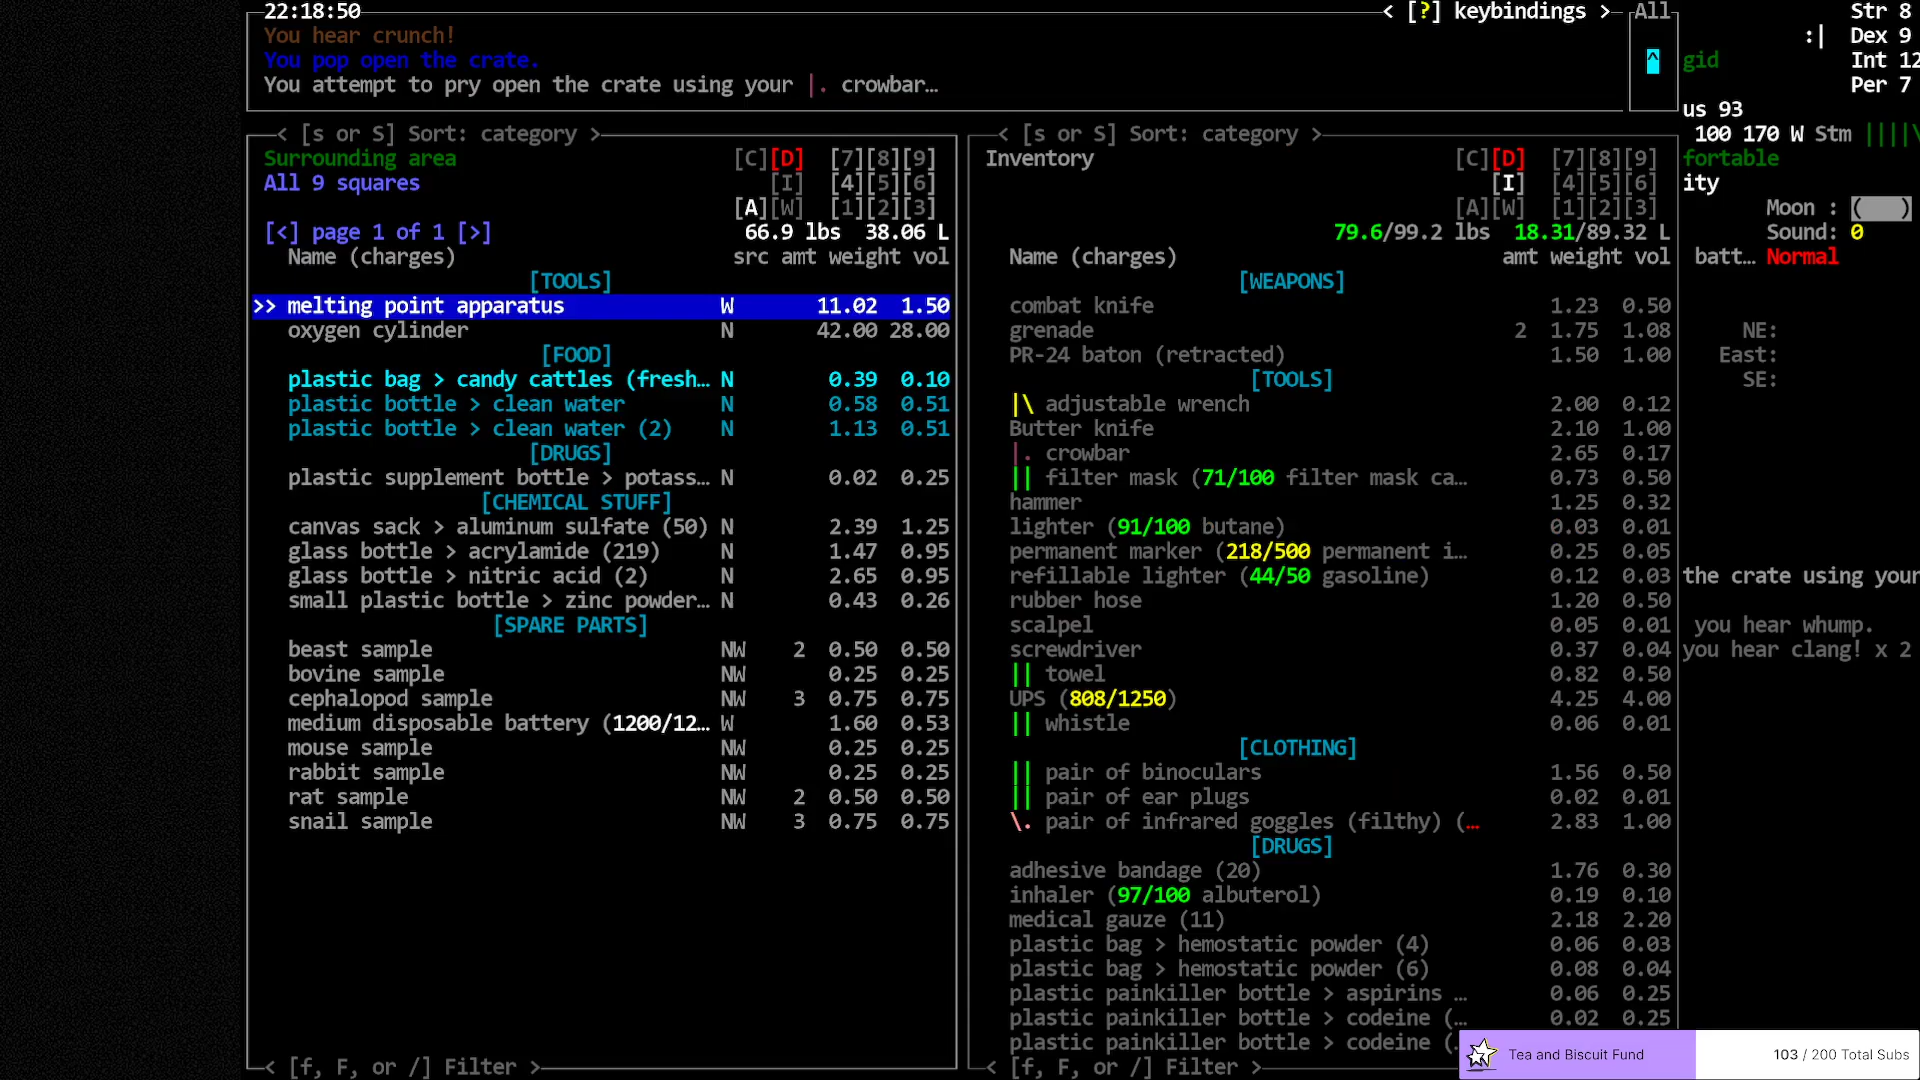 22:18:50
< [?] keybindings >
All
Str 8
You hear crunch!
:|
Dex 9
You pop open the crate.
^
gid
Int 12
You attempt to pry open the crate using your |. crowbar…
Per 7
us 93
< [s or S] Sort: category >
< [s or S] Sort: category >
100 170 W Stm ||||\
Surrounding area
[C][D] [7][8][9]
Inventory
[C][D] [7][8][9]
fortable
All 9 squares
[I] [4][5][6]
[I] [4][5][6]
ity
[A][W] [1][2][3]
[A][W] [1][2][3]
Moon : ( )
[<] page 1 of 1 [>]
66.9 lbs 38.06 L
79.6/99.2 lbs 18.31/89.32 L
Sound: 0
Name (charges) src amt weight vol
Name (charges) amt weight vol
batt… Normal
[TOOLS]
>> melting point apparatus W 11.02 1.50
oxygen cylinder N 42.00 28.00
[FOOD]
plastic bag > candy cattles (fresh… N 0.39 0.10
plastic bottle > clean water N 0.58 0.51
plastic bottle > clean water (2) N 1.13 0.51
[DRUGS]
plastic supplement bottle > potass… N 0.02 0.25
[CHEMICAL STUFF]
canvas sack > aluminum sulfate (50) N 2.39 1.25
glass bottle > acrylamide (219) N 1.47 0.95
glass bottle > nitric acid (2) N 2.65 0.95
small plastic bottle > zinc powder… N 0.43 0.26
[SPARE PARTS]
beast sample NW 2 0.50 0.50
bovine sample NW 0.25 0.25
cephalopod sample NW 3 0.75 0.75
medium disposable battery (1200/12… W 1.60 0.53
mouse sample NW 0.25 0.25
rabbit sample NW 0.25 0.25
rat sample NW 2 0.50 0.50
snail sample NW 3 0.75 0.75
< [f, F, or /] Filter >
[WEAPONS]
combat knife 1.23 0.50
grenade 2 1.75 1.08
PR-24 baton (retracted) 1.50 1.00
[TOOLS]
|\ adjustable wrench 2.00 0.12
Butter knife 2.10 1.00
|. crowbar 2.65 0.17
|| filter mask (71/100 filter mask ca… 0.73 0.50
hammer 1.25 0.32
lighter (91/100 butane) 0.03 0.01
permanent marker (218/500 permanent i… 0.25 0.05
refillable lighter (44/50 gasoline) 0.12 0.03
rubber hose 1.20 0.50
scalpel 0.05 0.01
screwdriver 0.37 0.04
|| towel 0.82 0.50
UPS (808/1250) 4.25 4.00
|| whistle 0.06 0.01
[CLOTHING]
|| pair of binoculars 1.56 0.50
|| pair of ear plugs 0.02 0.01
\. pair of infrared goggles (filthy) (… 2.83 1.00
[DRUGS]
adhesive bandage (20) 1.76 0.30
inhaler (97/100 albuterol) 0.19 0.10
medical gauze (11) 2.18 2.20
plastic bag > hemostatic powder (4) 0.06 0.03
plastic bag > hemostatic powder (6) 0.08 0.04
plastic painkiller bottle > aspirins … 0.06 0.25
plastic painkiller bottle > codeine (… 0.02 0.25
plastic painkiller bottle > codeine (
< [f, F, or /] Filter >
NE:
East:
SE:
the crate using your
you hear whump.
you hear clang! x 2
Tea and Biscuit Fund
103 / 200 Total Subs